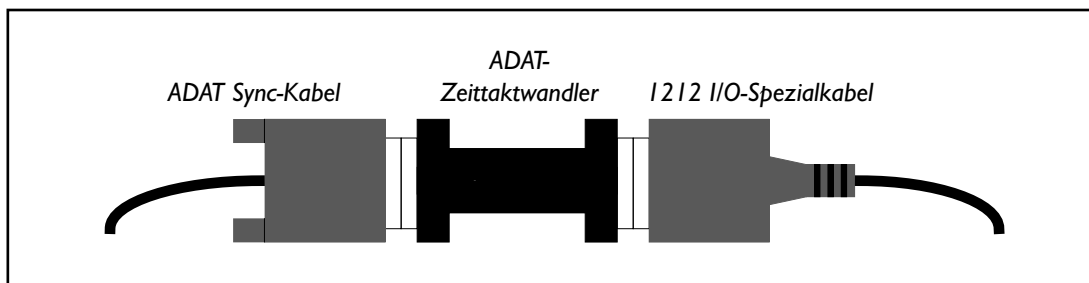 ADAT Sync-Kabel
ADAT-
Zeittaktwandler
1212 I/O-Spezialkabel